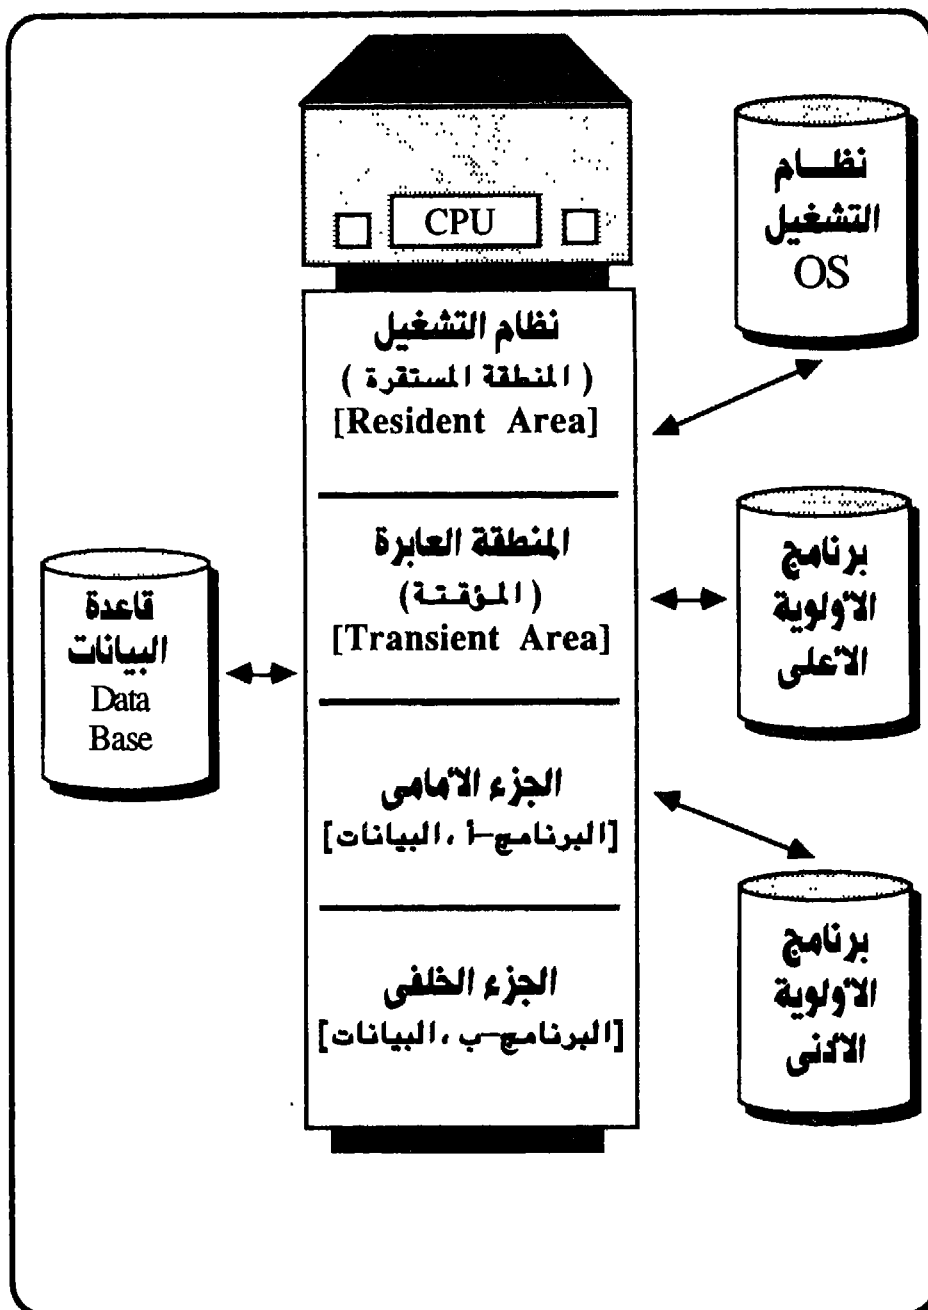 CPU
نظام
التشغيل
OS
نظام التشغيل
( المنطقة المستقرة )
[Resident Area]
المنطقة العابرة
(المؤقتة)
[Transient Area]
برنامج
الأولوية
الأعلى
قاعدة
البيانات
Data
Base
الجزء الأمامى
[البرنامج-أ ، البيانات]
الجزء الخلفى
[البرنامج-ب ، البيانات]
برنامج
الأولوية
الأدنى